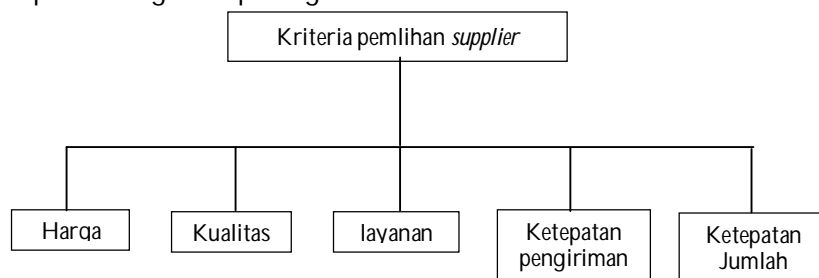 Kriteria pemlihan supplier
Harga
Kualitas
layanan
Ketepatan
pengiriman
Ketepatan
Jumlah